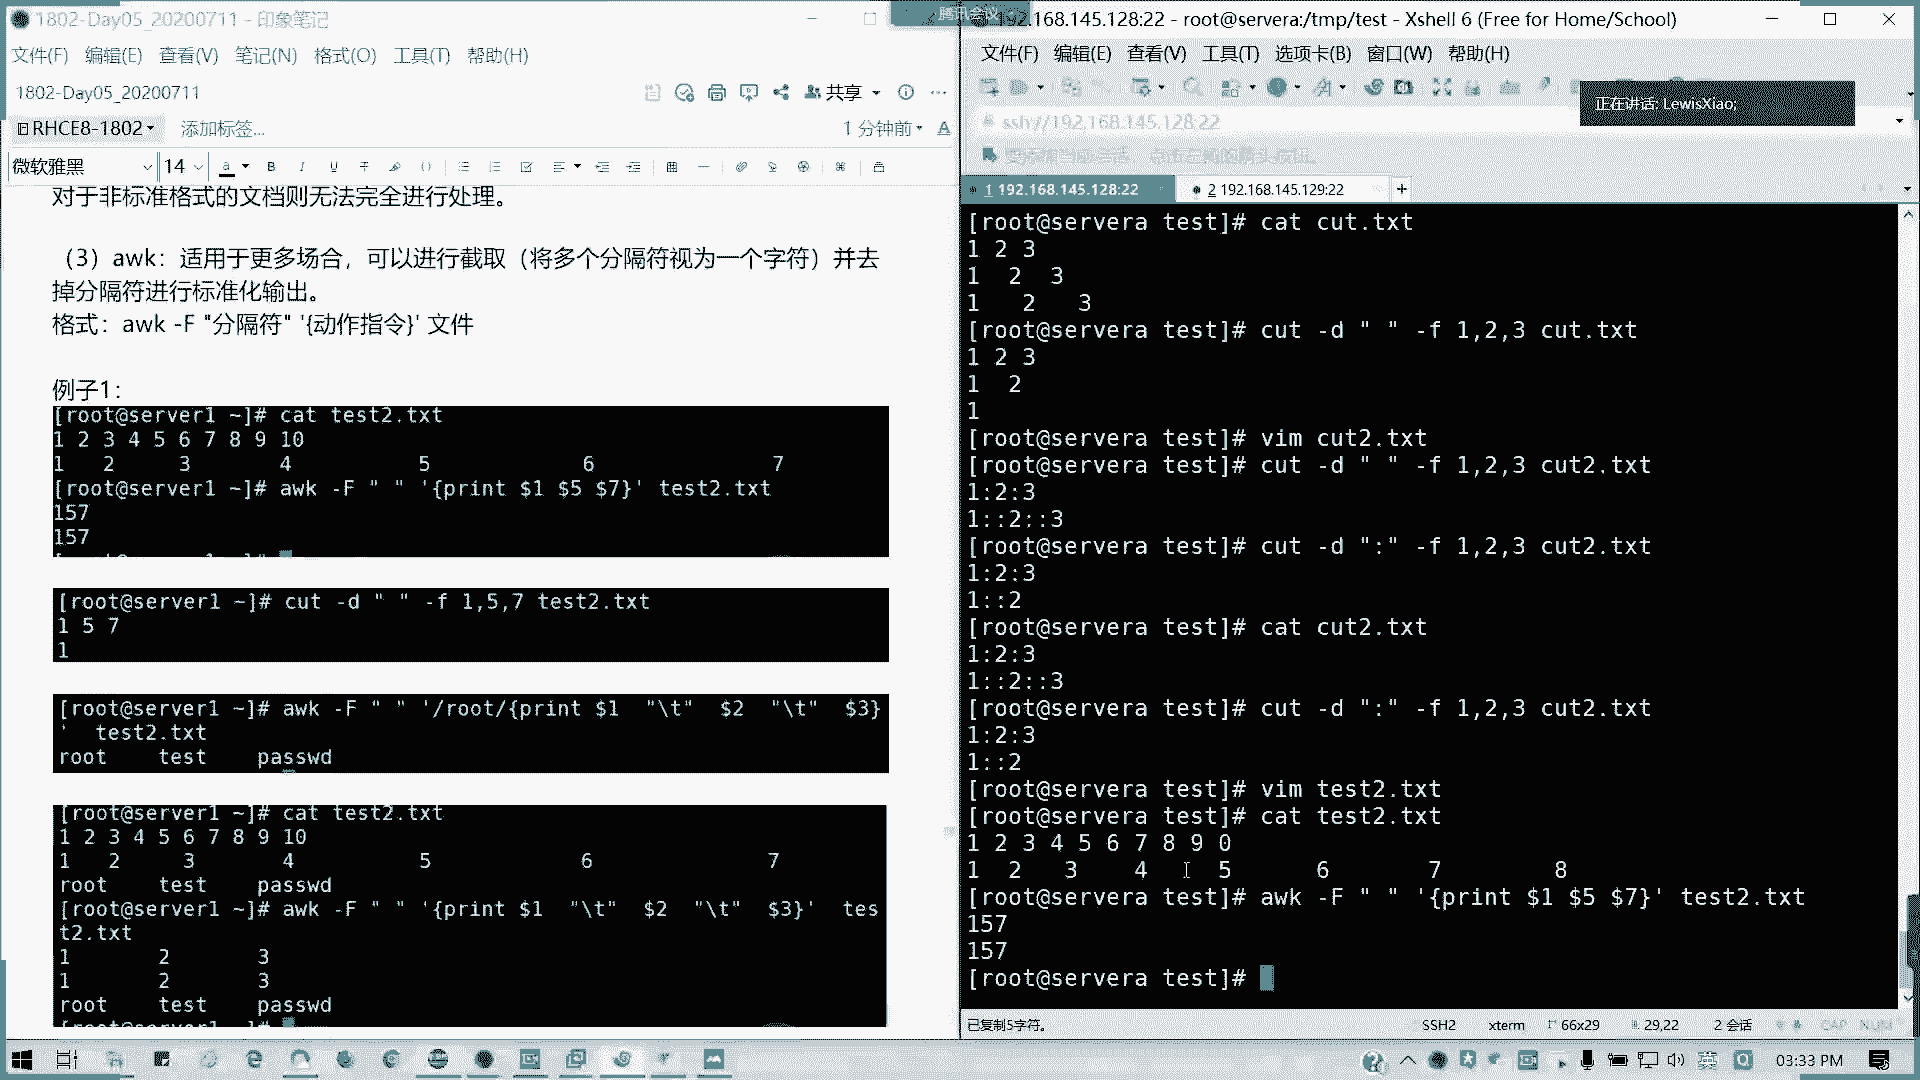 1802-Day05_20200711 - 印象笔记
文件(F) 编辑(E) 查看(V) 笔记(N) 格式(O) 工具(T) 帮助(H)
1802-Day05_20200711
共享
RHCE8-1802 添加标签...
1 分钟前
微软雅黑 14
对于非标准格式的文档则无法完全进行处理。
（3）awk：适用于更多场合，可以进行截取（将多个分隔符视为一个字符）并去
掉分隔符进行标准化输出。
格式：awk -F "分隔符" '{动作指令}' 文件
例子1：
[root@server1 ~]# cat test2.txt
1 2 3 4 5 6 7 8 9 10
1 2 3 4 5 6 7
[root@server1 ~]# awk -F " " '{print $1 $5 $7}' test2.txt
157
157
[root@server1 ~]# cut -d " " -f 1,5,7 test2.txt
1 5 7
1
[root@server1 ~]# awk -F " " '/root/{print $1 "\t" $2 "\t" $3}
' test2.txt
root test passwd
[root@server1 ~]# cat test2.txt
1 2 3 4 5 6 7 8 9 10
1 2 3 4 5 6 7
root test passwd
[root@server1 ~]# awk -F " " '{print $1 "\t" $2 "\t" $3}' tes
t2.txt
1 2 3
1 2 3
root test passwd
腾讯会议
192.168.145.128:22 - root@servera:/tmp/test - Xshell 6 (Free for Home/School)
文件(F) 编辑(E) 查看(V) 工具(T) 选项卡(B) 窗口(W) 帮助(H)
正在讲话: LewisXiao;
ssh://192.168.145.128:22
要添加当前会话，点击左侧的箭头按钮。
1 192.168.145.128:22
2 192.168.145.129:22
[root@servera test]# cat cut.txt
1 2 3
1  2   3
1   2    3
[root@servera test]# cut -d " " -f 1,2,3 cut.txt
1 2 3
1  2
1
[root@servera test]# vim cut2.txt
[root@servera test]# cut -d " " -f 1,2,3 cut2.txt
1:2:3
1::2::3
[root@servera test]# cut -d ":" -f 1,2,3 cut2.txt
1:2:3
1::2
[root@servera test]# cat cut2.txt
1:2:3
1::2::3
[root@servera test]# cut -d ":" -f 1,2,3 cut2.txt
1:2:3
1::2
[root@servera test]# vim test2.txt
[root@servera test]# cat test2.txt
1 2 3 4 5 6 7 8 9 0
1  2   3    4     5      6       7        8
[root@servera test]# awk -F " " '{print $1 $5 $7}' test2.txt
157
157
[root@servera test]#
已复制5字符。
SSH2 xterm 66x29 29,22 2 会话 CAP NUM
英 03:33 PM